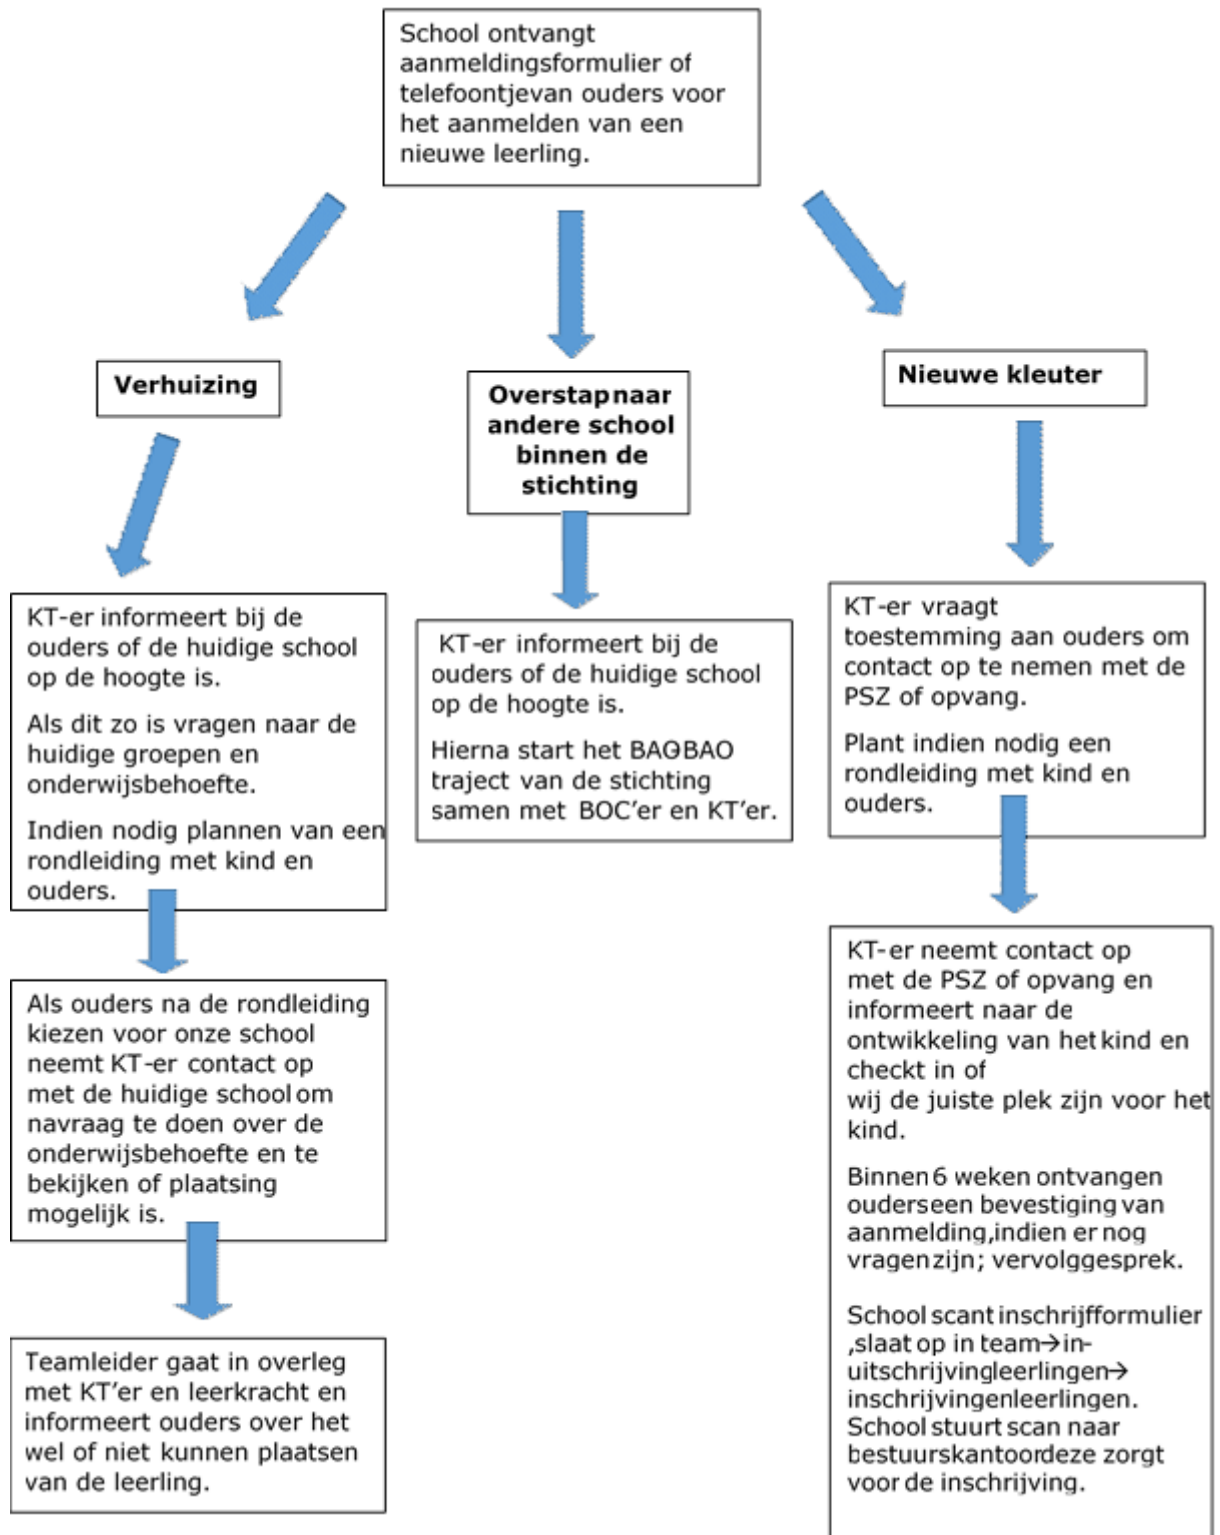 School ontvangt
aanmeldingsformulier of
telefoontjevan ouders voor
het aanmelden van een
nieuwe leerling.
Verhuizing
Overstapnaar
andere school
binnen de
stichting
Nieuwe kleuter
KT-er informeert bij de
ouders of de huidige school
op de hoogte is.
Als dit zo is vragen naar de
huidige groepen en
onderwijsbehoefte.
Indien nodig plannen van een
rondleiding met kind en
ouders.
KT-er informeert bij de
ouders of de huidige school
op de hoogte is.
Hierna start het BAO-BAO
traject van de stichting
samen met BOC'er en KT'er.
KT-er vraagt
toestemming aan ouders om
contact op te nemen met de
PSZ of opvang.
Plant indien nodig een
rondleiding met kind en
ouders.
Als ouders na de rondleiding
kiezen voor onze school
neemt KT-er contact op
met de huidige school om
navraag te doen over de
onderwijsbehoefte en te
bekijken of plaatsing
mogelijk is.
Teamleider gaat in overleg
met KT'er en leerkracht en
informeert ouders over het
wel of niet kunnen plaatsen
van de leerling.
KT-er neemt contact op
met de PSZ of opvang en
informeert naar de
ontwikkeling van het kind en
checkt in of
wij de juiste plek zijn voor het
kind.
Binnen 6 weken ontvangen
ouderseen bevestiging van
aanmelding,indien er nog
vragenzijn; vervolggesprek.
School scant inschrijfformulier
,slaat op in team→in-
uitschrijvingleerlingen→
inschrijvingenleerlingen.
School stuurt scan naar
bestuurskantoordeze zorgt
voor de inschrijving.